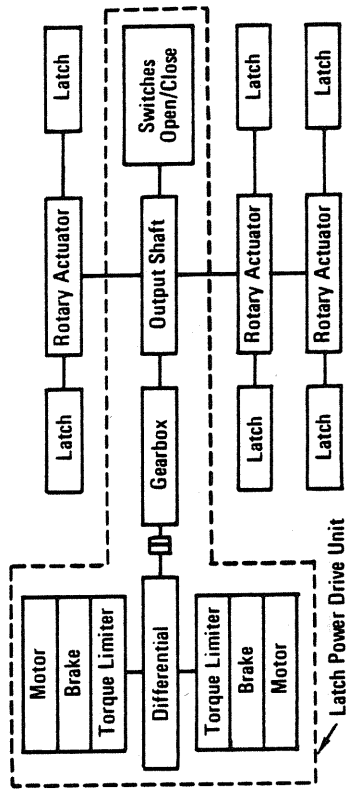 Motor
Brake
Torque Limiter
Differential
Torque Limiter
Brake
Motor
Latch Power Drive Unit
Gearbox
Output Shaft
Switches
Open/Close
Latch
Rotary Actuator
Latch
Latch
Rotary Actuator
Latch
Latch
Rotary Actuator
Latch